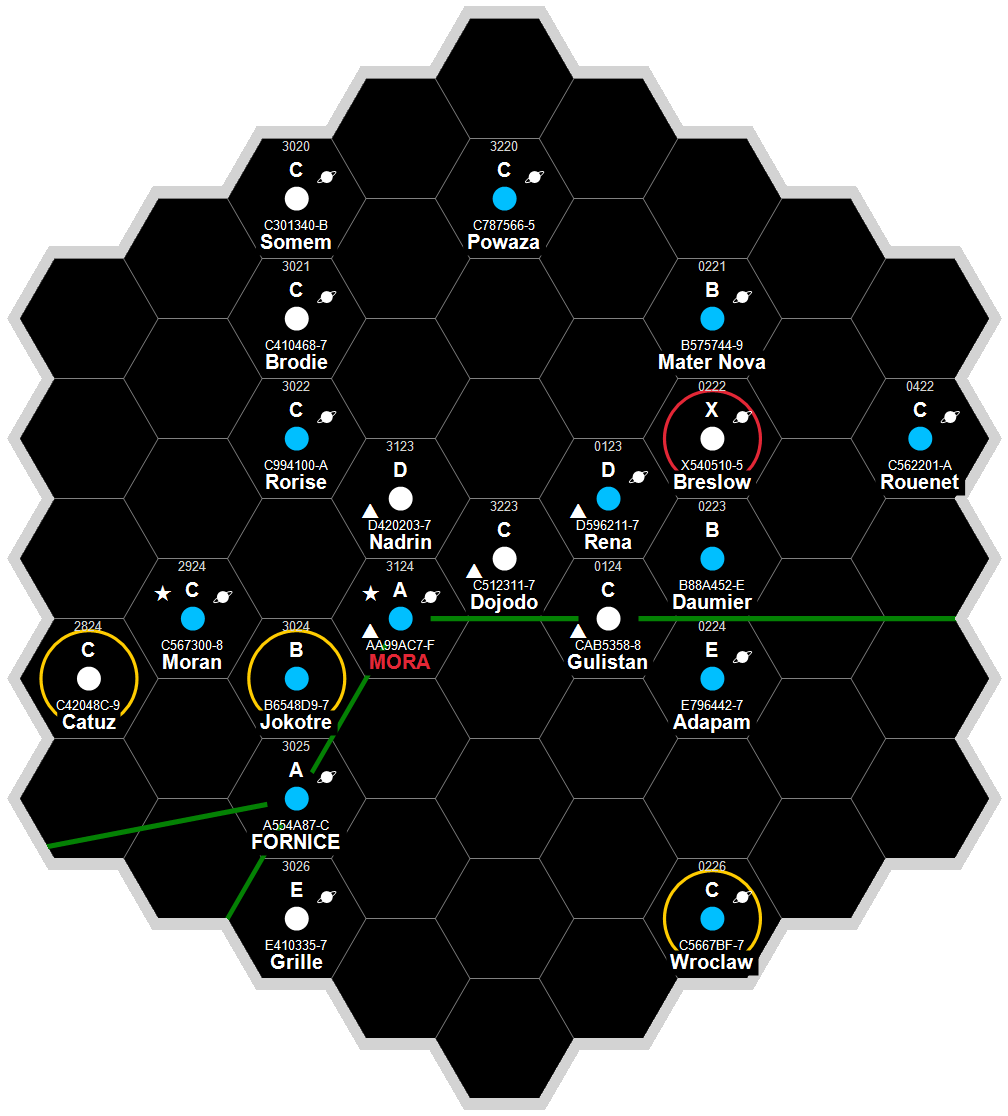 3020
C
C301340-B
Somem
3220
C
C787566-5
Powaza
3021
C
C410468-7
Brodie
0221
B
B575744-9
Mater Nova
3022
C
C994100-A
Rorise
0222
X
X540510-5
Breslow
0422
C
C562201-A
Rouenet
3123
D
D420203-7
Nadrin
0123
D
D596211-7
Rena
3223
C
C512311-7
Dojodo
0223
B
B88A452-E
Daumier
2924
C
C567300-8
Moran
3124
A
AA99AC7-F
MORA
0124
C
CAB5358-8
Gulistan
2824
C
C42048C-9
Catuz
3024
B
B6548D9-7
Jokotre
0224
E
E796442-7
Adapam
3025
A
A554A87-C
FORNICE
3026
E
E410335-7
Grille
0226
C
C5667BF-7
Wroclaw